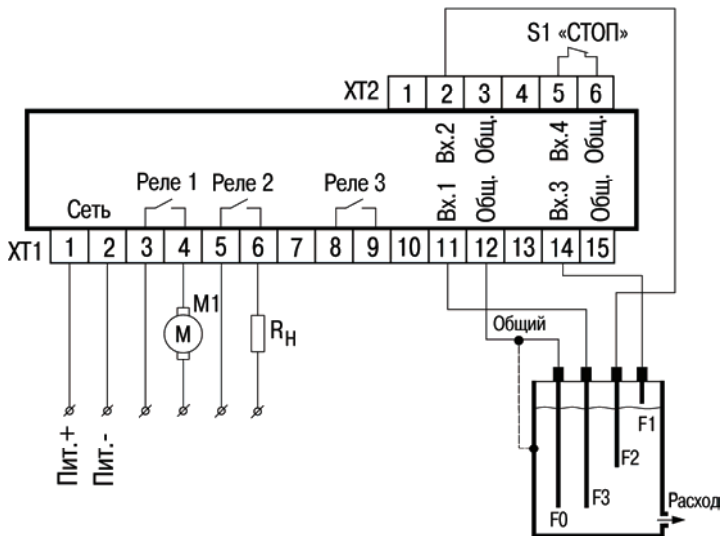 S1 «СТОП»
XT2 1 2 3 4 5 6
Вх.2 Общ. Вх.4 Общ.
Реле 1 Реле 2 Реле 3
Вх.1 Общ. Вх.3 Общ.
Сеть
XT1 1 2 3 4 5 6 7 8 9 10 11 12 13 14 15
M1
M
RН
Общий
Пит.+
Пит.-
F1
F2
F3
F0
Расход